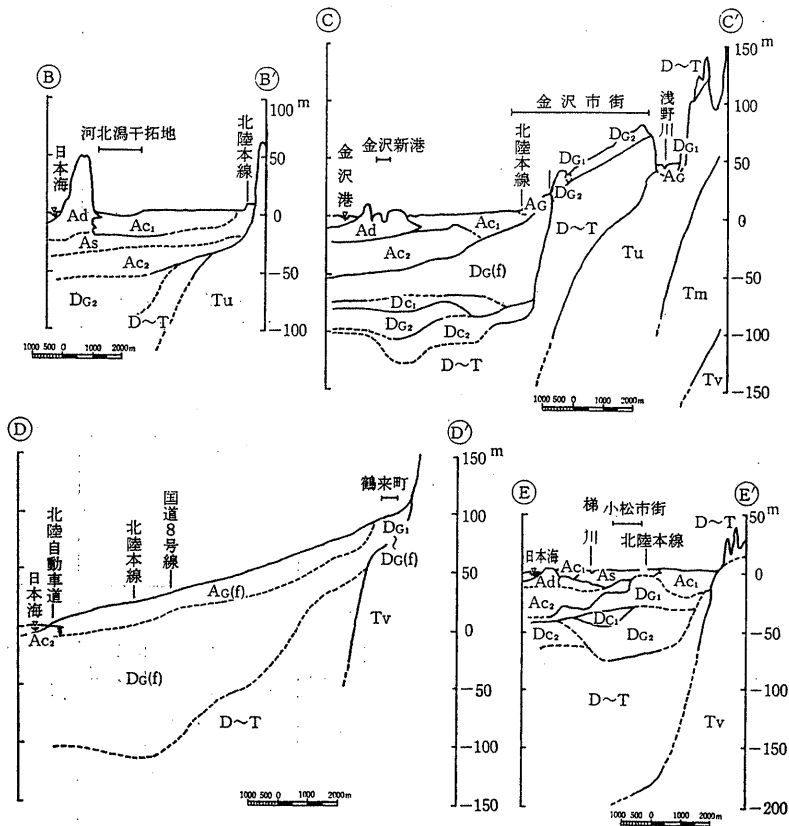 Ⓑ
B'
100 m
50
0
-50
-100
日本海
河北潟干拓地
北陸本線
Ad
As
Ac1
Ac2
DG2
D～T
Tu
1000 500 0 1000 2000m
Ⓒ
C'
150 m
100
50
0
-50
-100
-150
金沢港
金沢新港
北陸本線
金沢市街
浅野川
D～T
DG1
DG2
DG1
DG2
AG
AG
DG1
Ad
Ac1
Ac2
DG(f)
D～T
Tu
Tm
Tv
Dc1
DG2
Dc2
D～T
1000 500 0 1000 2000m
Ⓓ
D'
150 m
100
50
0
-50
-100
-150
日本海
北陸自動車道
北陸本線
国道8号線
鶴来町
DG1
～
DG(f)
AG(f)
Ac2
Tv
DG(f)
D～T
1000 500 0 1000 2000m
Ⓔ
E'
50 m
0
-50
-100
-150
-200
日本海
梯川
小松市街
北陸本線
D～T
Ac1
As
Ad
Ac1
Ac2
DG1
Dc1
Dc2
DG2
D～T
Tv
1000 500 0 1000 2000m